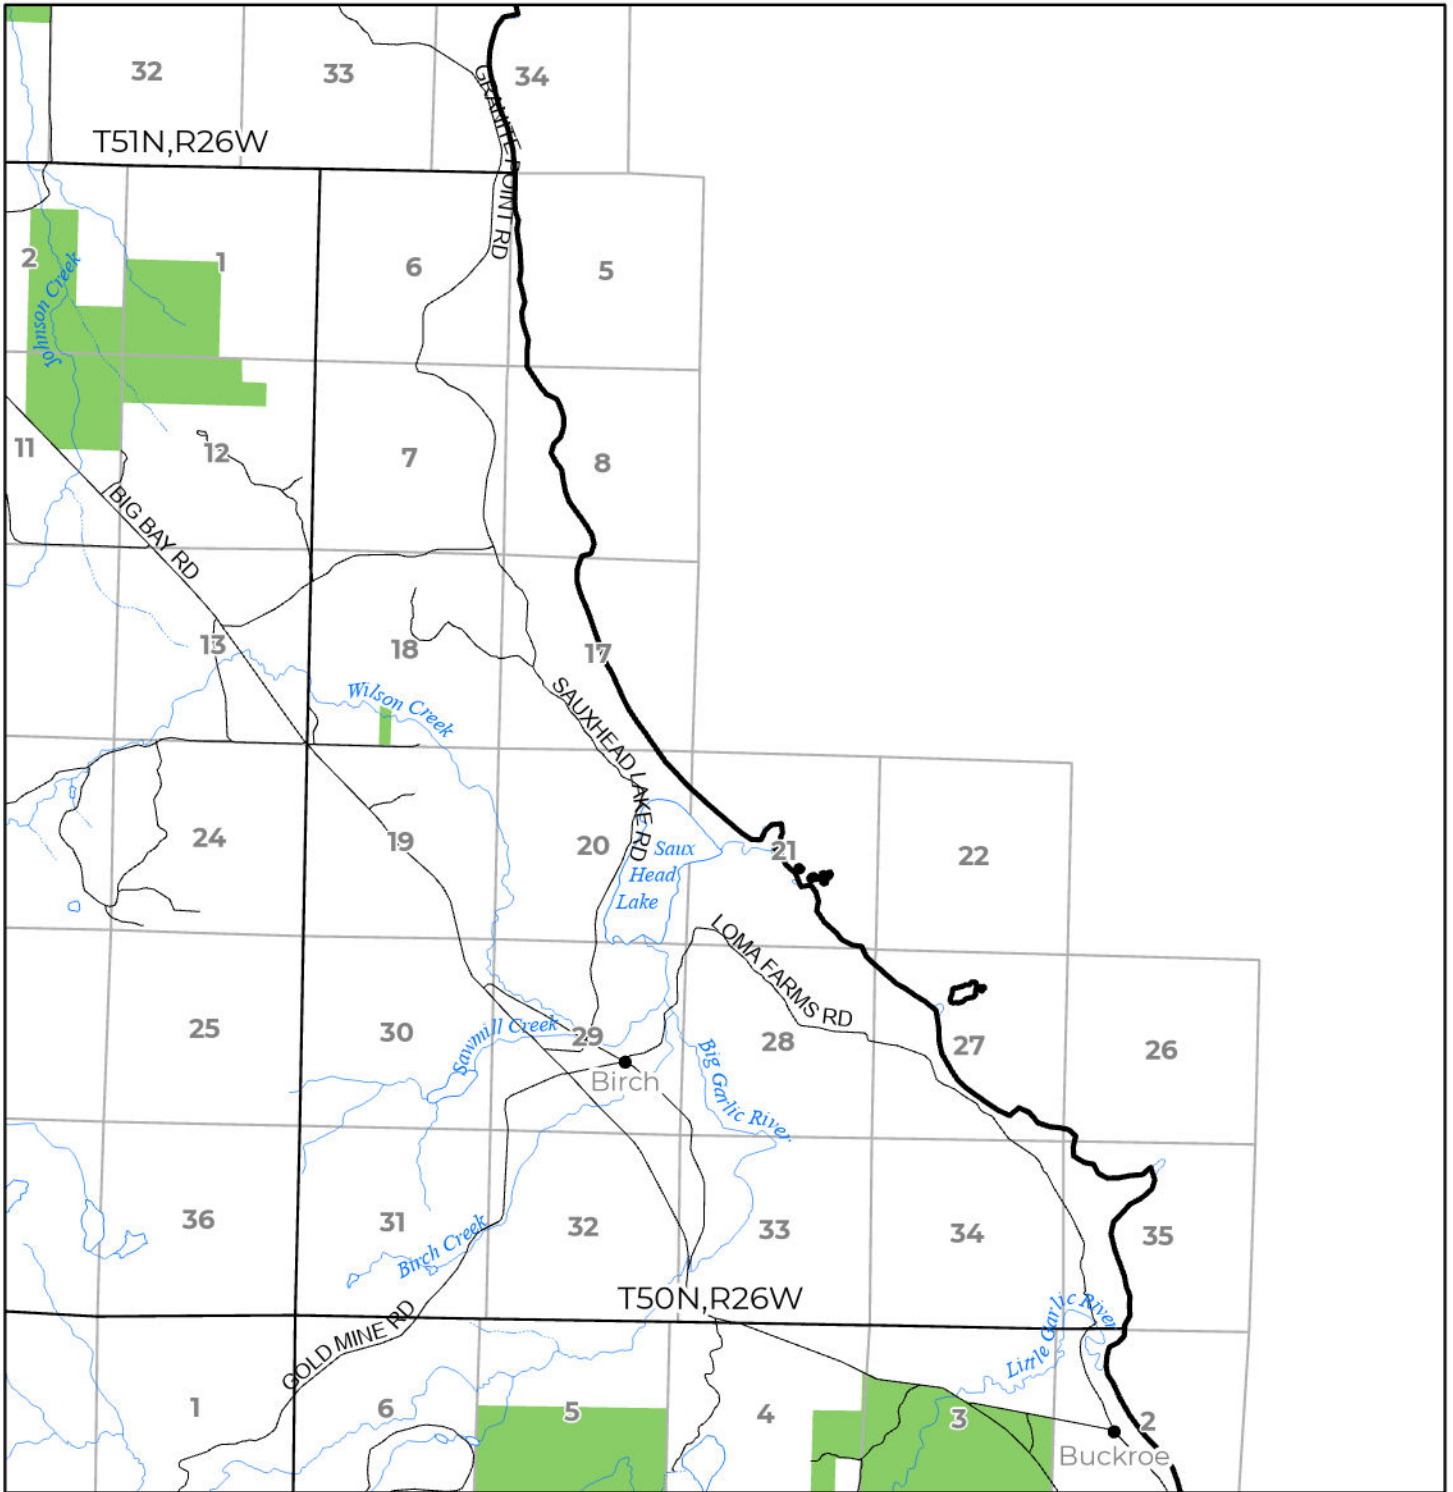 32
33
34
T51N,R26W
GRANITE POINT RD
2
1
6
5
Johnson Creek
11
12
7
8
BIG BAY RD
13
18
17
Wilson Creek
SAUXHEAD LAKE RD
24
19
20
Saux
Head
Lake
21
22
LOMA FARMS RD
25
30
Sawmill Creek
29
28
27
26
Birch
Big Garlic River
36
31
Birch Creek
32
33
34
35
T50N,R26W
GOLD MINE RD
Little Garlic River
1
6
5
4
3
2
Buckroe